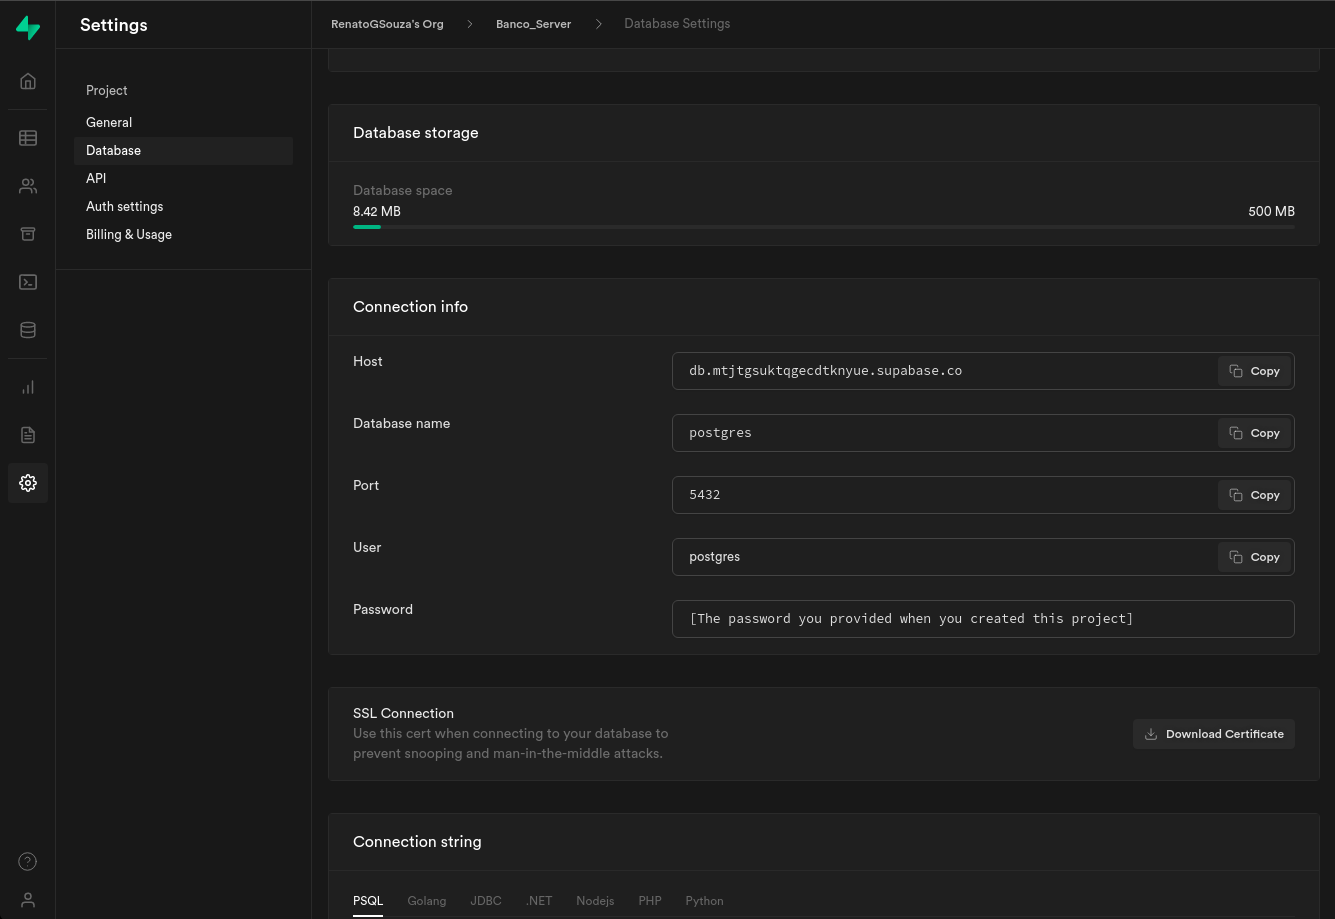 Settings
RenatoGSouza's Org > Banco_Server > Database Settings
Project
General
Database
API
Auth settings
Billing & Usage
Database storage
Database space
8.42 MB 500 MB
Connection info
Host db.mtjtgsuktqgecdtknyue.supabase.co Copy
Database name postgres Copy
Port 5432 Copy
User postgres Copy
Password [The password you provided when you created this project]
SSL Connection
Use this cert when connecting to your database to
prevent snooping and man-in-the-middle attacks.
Download Certificate
Connection string
PSQL Golang JDBC .NET Nodejs PHP Python